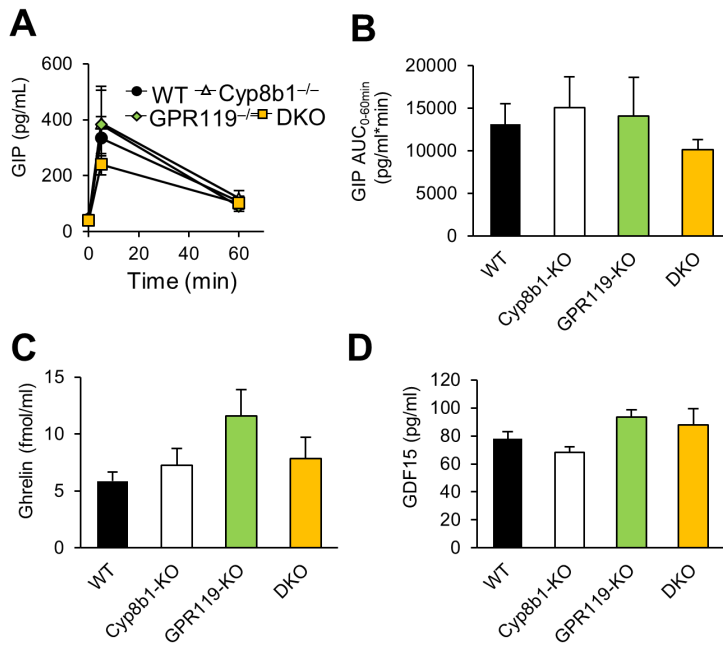 A
GIP (pg/mL)
600
400
200
0
0
20
40
60
Time (min)
WT
Cyp8b1–/–
GPR119–/–
DKO
B
GIP AUC0-60min
(pg/ml*min)
20000
15000
10000
5000
0
WT
Cyp8b1-KO
GPR119-KO
DKO
C
Ghrelin (fmol/ml)
15
10
5
0
WT
Cyp8b1-KO
GPR119-KO
DKO
D
GDF15 (pg/ml)
120
100
80
60
40
20
0
WT
Cyp8b1-KO
GPR119-KO
DKO